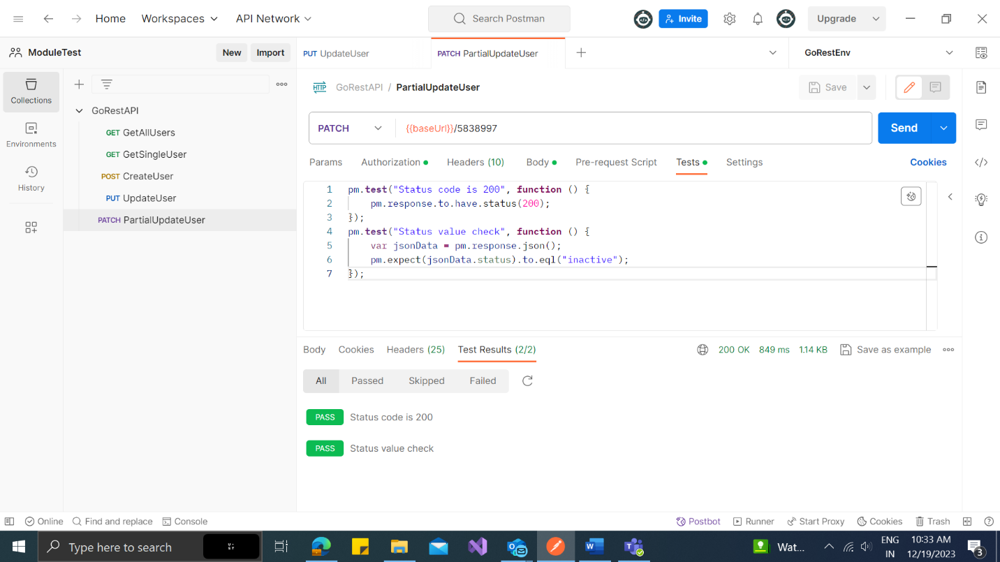 Home Workspaces API Network Search Postman Invite Upgrade
ModuleTest New Import PUT UpdateUser PATCH PartialUpdateUser GoRestEnv
HTTP GoRestAPI / PartialUpdateUser Save
Collections
GoRestAPI
GET GetAllUsers
GET GetSingleUser
POST CreateUser
PUT UpdateUser
PATCH PartialUpdateUser
Environments
History
PATCH {{baseUrl}}/5838997 Send
Params Authorization Headers (10) Body Pre-request Script Tests Settings Cookies
1 pm.test("Status code is 200", function () {
2 pm.response.to.have.status(200);
3 });
4 pm.test("Status value check", function () {
5 var jsonData = pm.response.json();
6 pm.expect(jsonData.status).to.eql("inactive");
7 });
Body Cookies Headers (25) Test Results (2/2) 200 OK 849 ms 1.14 KB Save as example
All Passed Skipped Failed
PASS Status code is 200
PASS Status value check
Online Find and replace Console Postbot Runner Start Proxy Cookies Trash
Type here to search Wat... ENG 10:33 AM
IN 12/19/2023 3